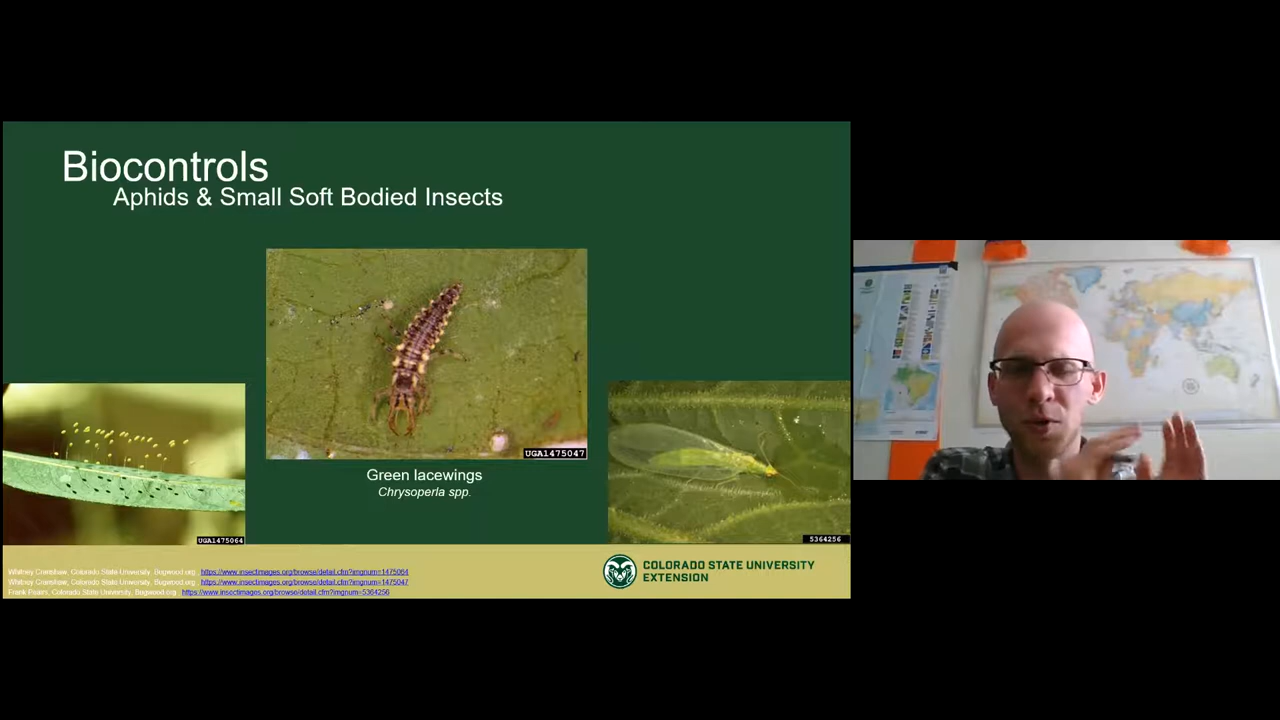 Biocontrols
Aphids & Small Soft Bodied Insects
UGA1475047
Green lacewings
Chrysoperla spp.
UGA1475064
5364256
Whitney Cranshaw, Colorado State University, Bugwood.org - https://www.insectimages.org/browse/detail.cfm?imgnum=1475064
Whitney Cranshaw, Colorado State University, Bugwood.org - https://www.insectimages.org/browse/detail.cfm?imgnum=1475047
Frank Peairs, Colorado State University, Bugwood.org - https://www.insectimages.org/browse/detail.cfm?imgnum=5364256
COLORADO STATE UNIVERSITY
EXTENSION